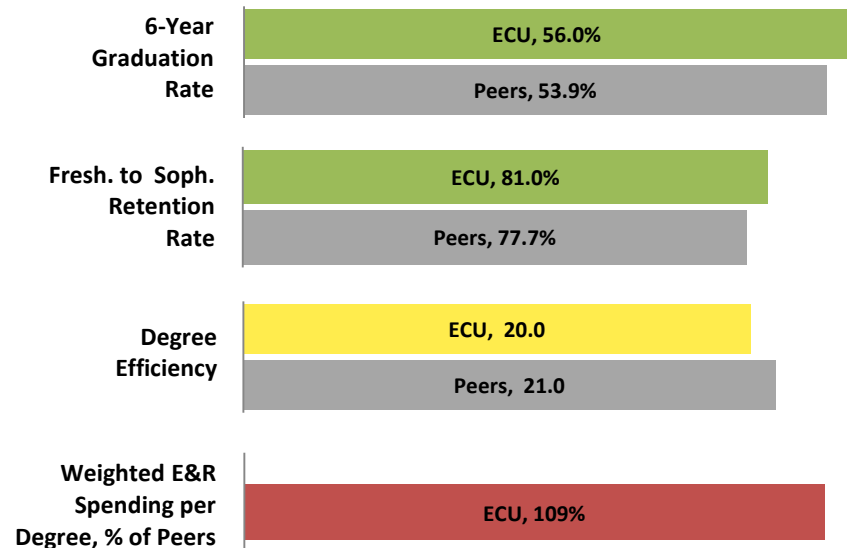 6-Year
Graduation
Rate
ECU, 56.0%
Peers, 53.9%
Fresh. to Soph.
Retention
Rate
ECU, 81.0%
Peers, 77.7%
Degree
Efficiency
ECU, 20.0
Peers, 21.0
Weighted E&R
Spending per
Degree, % of Peers
ECU, 109%